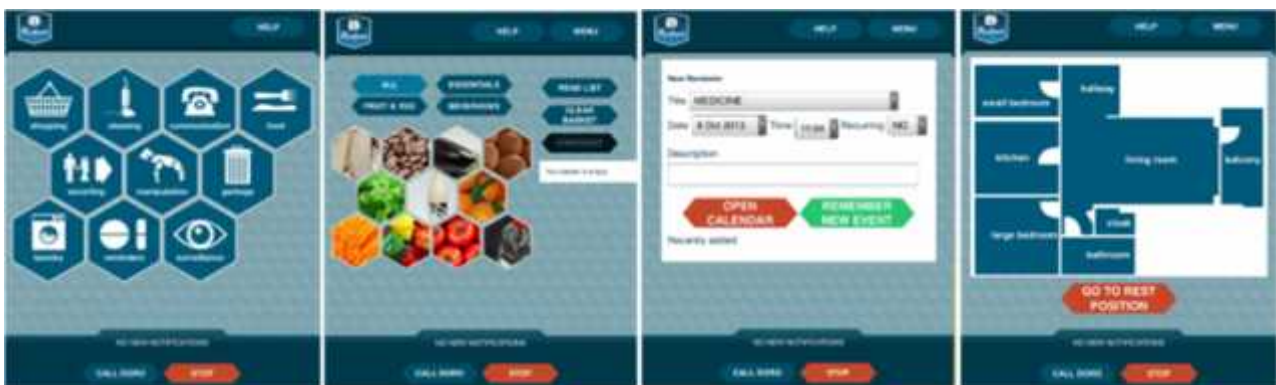 HELP
shopping cleaning communication food
escorting manipulation garbage
laundry reminders surveillance
NO NEW NOTIFICATIONS
CALL DORO STOP
HELP MENU
ALL ESSENTIALS
FRUIT & VEG BEVERAGES
READ LIST
CLEAR
BASKET
NO NEW NOTIFICATIONS
CALL DORO STOP
HELP MENU
New Reminder
Title MEDICINE
Date Time Recurring NO
Description
OPEN
CALENDAR
REMEMBER
NEW EVENT
Recently added
NO NEW NOTIFICATIONS
CALL DORO STOP
HELP MENU
small bedroom hallway
kitchen living room balcony
large bedroom
bathroom
GO TO REST
POSITION
NO NEW NOTIFICATIONS
CALL DORO STOP